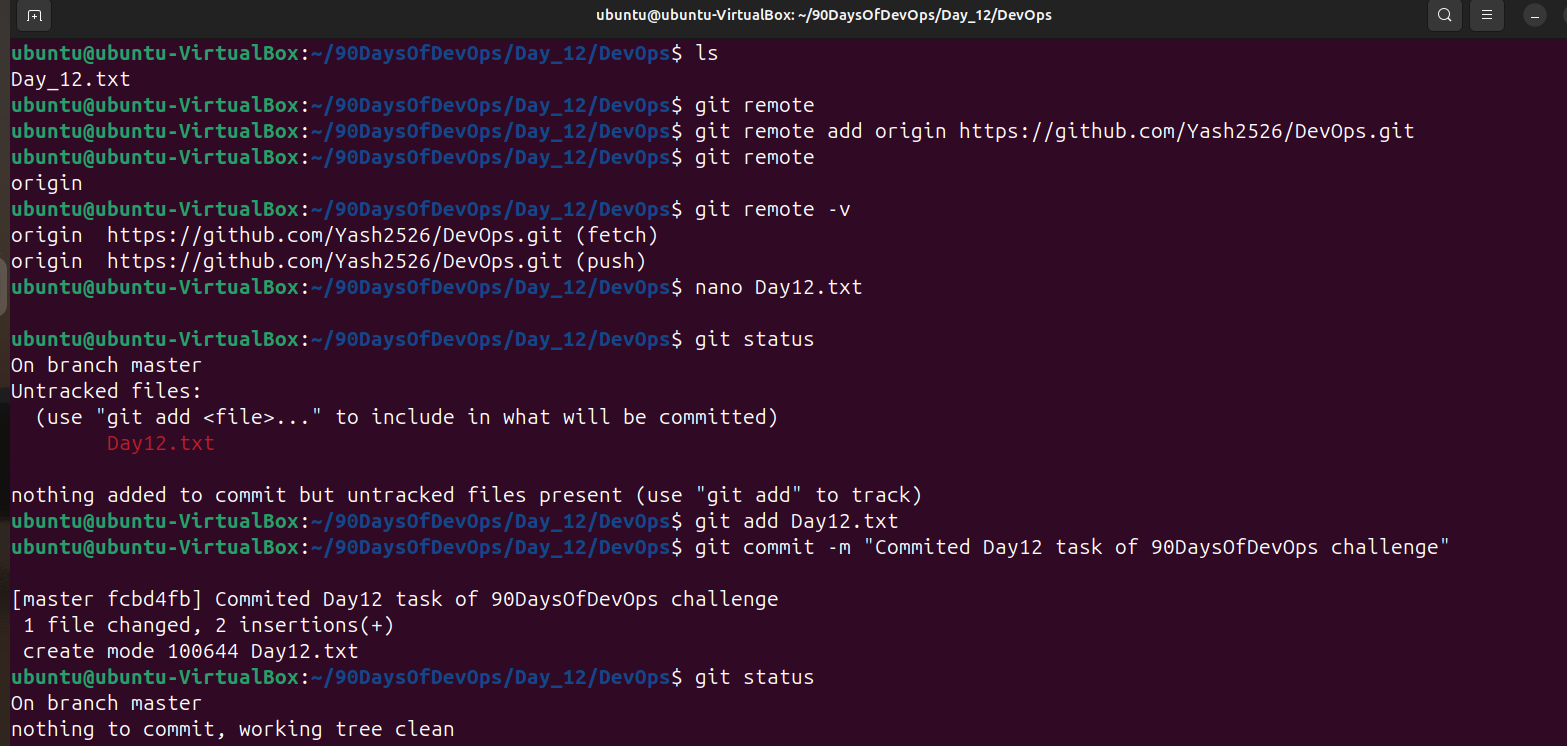 ubuntu@ubuntu-VirtualBox: ~/90DaysOfDevOps/Day_12/DevOps
ubuntu@ubuntu-VirtualBox:~/90DaysOfDevOps/Day_12/DevOps$ ls
Day_12.txt
ubuntu@ubuntu-VirtualBox:~/90DaysOfDevOps/Day_12/DevOps$ git remote
ubuntu@ubuntu-VirtualBox:~/90DaysOfDevOps/Day_12/DevOps$ git remote add origin https://github.com/Yash2526/DevOps.git
ubuntu@ubuntu-VirtualBox:~/90DaysOfDevOps/Day_12/DevOps$ git remote
origin
ubuntu@ubuntu-VirtualBox:~/90DaysOfDevOps/Day_12/DevOps$ git remote -v
origin  https://github.com/Yash2526/DevOps.git (fetch)
origin  https://github.com/Yash2526/DevOps.git (push)
ubuntu@ubuntu-VirtualBox:~/90DaysOfDevOps/Day_12/DevOps$ nano Day12.txt
ubuntu@ubuntu-VirtualBox:~/90DaysOfDevOps/Day_12/DevOps$ git status
On branch master
Untracked files:
  (use "git add <file>..." to include in what will be committed)
        Day12.txt
nothing added to commit but untracked files present (use "git add" to track)
ubuntu@ubuntu-VirtualBox:~/90DaysOfDevOps/Day_12/DevOps$ git add Day12.txt
ubuntu@ubuntu-VirtualBox:~/90DaysOfDevOps/Day_12/DevOps$ git commit -m "Commited Day12 task of 90DaysOfDevOps challenge"
[master fcbd4fb] Commited Day12 task of 90DaysOfDevOps challenge
 1 file changed, 2 insertions(+)
 create mode 100644 Day12.txt
ubuntu@ubuntu-VirtualBox:~/90DaysOfDevOps/Day_12/DevOps$ git status
On branch master
nothing to commit, working tree clean